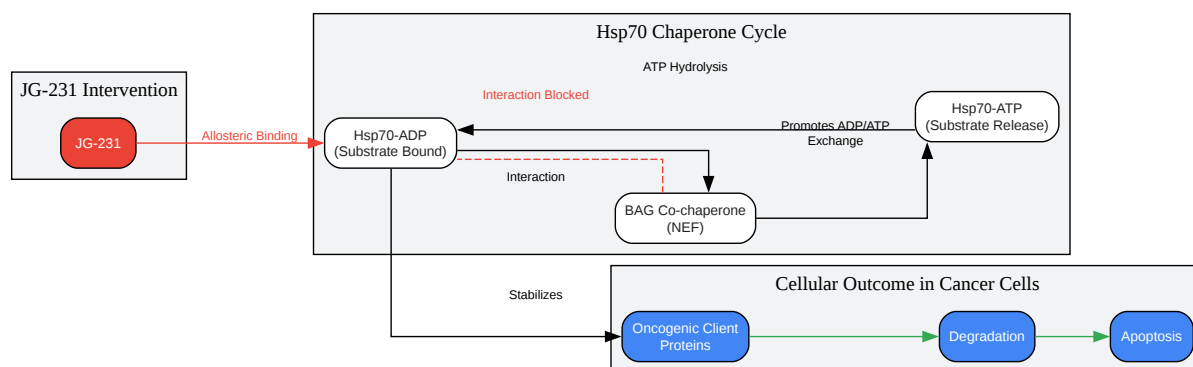 Hsp70 Chaperone Cycle
ATP Hydrolysis
JG-231 Intervention
Interaction Blocked
JG-231
Allosteric Binding
Hsp70-ADP
(Substrate Bound)
Promotes ADP/ATP
Exchange
Hsp70-ATP
(Substrate Release)
Interaction
BAG Co-chaperone
(NEF)
Stabilizes
Cellular Outcome in Cancer Cells
Oncogenic Client
Proteins
Degradation
Apoptosis